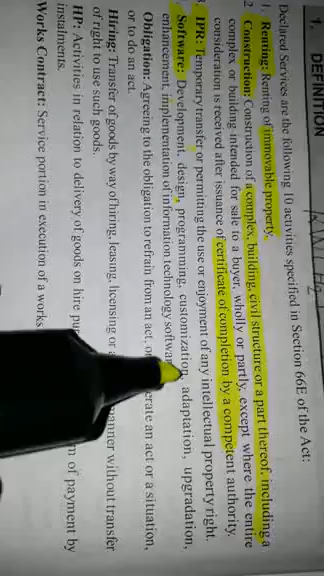 1. DEFINITION
Declared Services are the following 10 activities specified in Section 66E of the Act:
1. Renting: Renting of immovable property.
2 Construction: Construction of a complex, building, civil structure or a part thereof, including a
complex or building intended for sale to a buyer, wholly or partly, except where the entire
consideration is received after issuance of certificate of completion by a competent authority.
3. IPR: Temporary transfer or permitting the use or enjoyment of any intellectual property right.
Software: Development, design, programming, customization, adaptation, upgradation,
enhancement, implementation of information technology softwar
Obligation: Agreeing to the obligation to refrain from an act, o erate an act or a situation,
or to do an act.
Hiring: Transfer of goods by way of hiring, leasing, licensing or manner without transfer
of right to use such goods.
HP: Activities in relation to delivery of goods on hire pu m of payment by
instalments.
Works Contract: Service portion in execution of a works